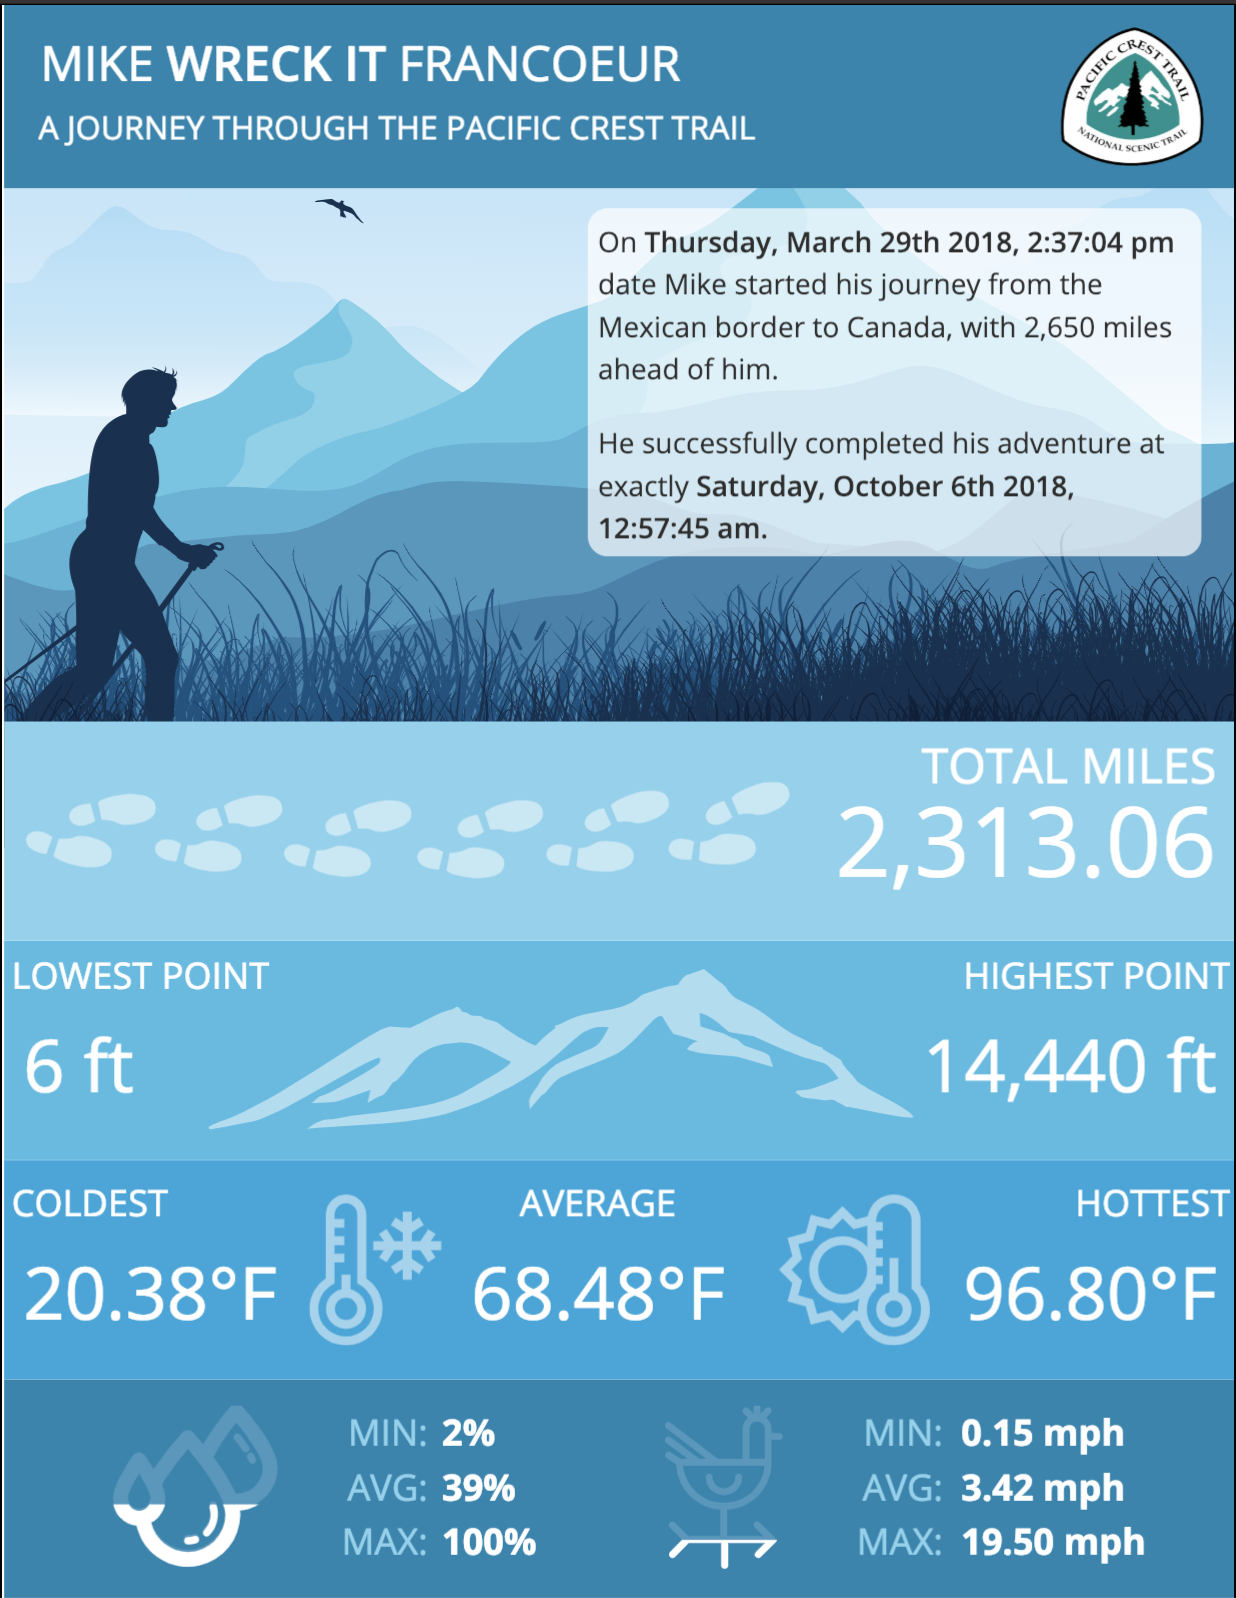 MIKE WRECK IT FRANCOEUR
A JOURNEY THROUGH THE PACIFIC CREST TRAIL
PACIFIC CREST TRAIL
NATIONAL SCENIC TRAIL
On Thursday, March 29th 2018, 2:37:04 pm
date Mike started his journey from the
Mexican border to Canada, with 2,650 miles
ahead of him.
He successfully completed his adventure at
exactly Saturday, October 6th 2018,
12:57:45 am.
TOTAL MILES
2,313.06
LOWEST POINT
6 ft
HIGHEST POINT
14,440 ft
COLDEST
20.38°F
AVERAGE
68.48°F
HOTTEST
96.80°F
MIN: 2%
AVG: 39%
MAX: 100%
MIN: 0.15 mph
AVG: 3.42 mph
MAX: 19.50 mph